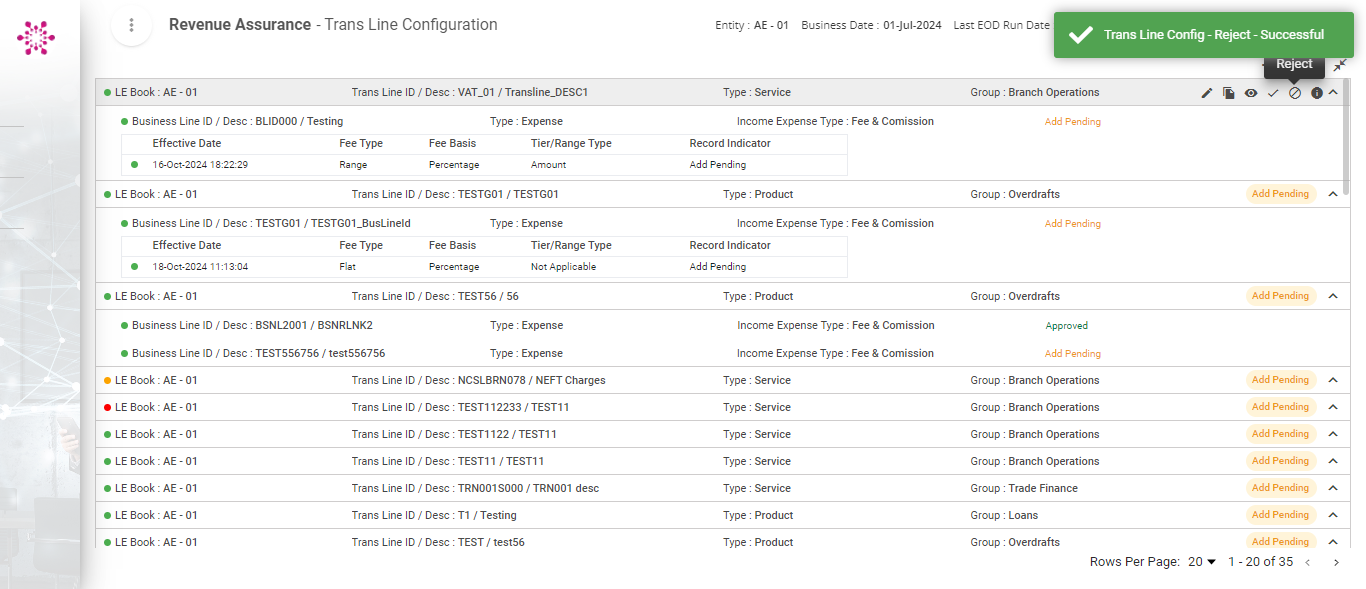 Revenue Assurance - Trans Line Configuration
Entity : AE - 01 Business Date : 01-Jul-2024 Last EOD Run Date
Trans Line Config - Reject - Successful
Reject
LE Book : AE - 01 Trans Line ID / Desc : VAT_01 / Transline_DESC1 Type : Service Group : Branch Operations
Business Line ID / Desc : BLID000 / Testing Type : Expense Income Expense Type : Fee & Comission Add Pending
Effective Date Fee Type Fee Basis Tier/Range Type Record Indicator
16-Oct-2024 18:22:29 Range Percentage Amount Add Pending
LE Book : AE - 01 Trans Line ID / Desc : TESTG01 / TESTG01 Type : Product Group : Overdrafts Add Pending
Business Line ID / Desc : TESTG01 / TESTG01_BusLineId Type : Expense Income Expense Type : Fee & Comission Add Pending
Effective Date Fee Type Fee Basis Tier/Range Type Record Indicator
18-Oct-2024 11:13:04 Flat Percentage Not Applicable Add Pending
LE Book : AE - 01 Trans Line ID / Desc : TEST56 / 56 Type : Product Group : Overdrafts Add Pending
Business Line ID / Desc : BSNL2001 / BSNRLNK2 Type : Expense Income Expense Type : Fee & Comission Approved
Business Line ID / Desc : TEST556756 / test556756 Type : Expense Income Expense Type : Fee & Comission Add Pending
LE Book : AE - 01 Trans Line ID / Desc : NCSLBRN078 / NEFT Charges Type : Service Group : Branch Operations Add Pending
LE Book : AE - 01 Trans Line ID / Desc : TEST112233 / TEST11 Type : Service Group : Branch Operations Add Pending
LE Book : AE - 01 Trans Line ID / Desc : TEST1122 / TEST11 Type : Service Group : Branch Operations Add Pending
LE Book : AE - 01 Trans Line ID / Desc : TEST11 / TEST11 Type : Service Group : Branch Operations Add Pending
LE Book : AE - 01 Trans Line ID / Desc : TRN001S000 / TRN001 desc Type : Service Group : Trade Finance Add Pending
LE Book : AE - 01 Trans Line ID / Desc : T1 / Testing Type : Product Group : Loans Add Pending
LE Book : AE - 01 Trans Line ID / Desc : TEST / test56 Type : Product Group : Overdrafts Add Pending
Rows Per Page: 20 1 - 20 of 35